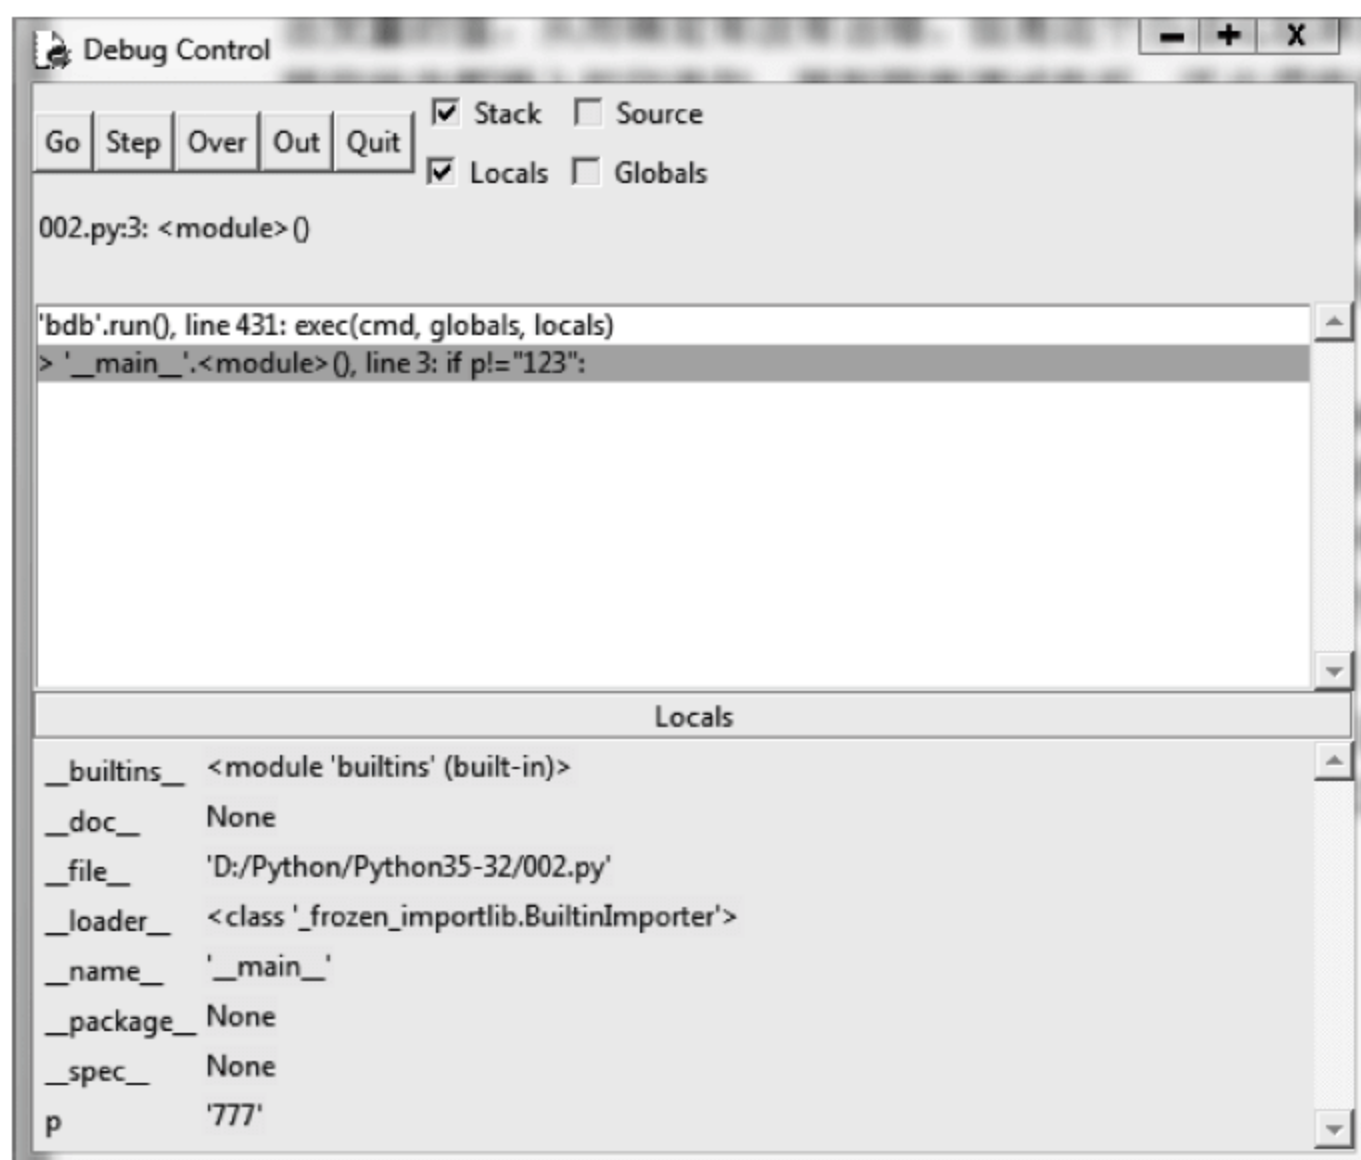 Debug Control
Go Step Over Out Quit
Stack Source
Locals Globals
002.py:3: <module>()
'bdb'.run(), line 431: exec(cmd, globals, locals)
> '__main__'.<module>(), line 3: if p!="123":
Locals
__builtins__ <module 'builtins' (built-in)>
__doc__ None
__file__ 'D:/Python/Python35-32/002.py'
__loader__ <class '_frozen_importlib.BuiltinImporter'>
__name__ '__main__'
__package__ None
__spec__ None
p '777'